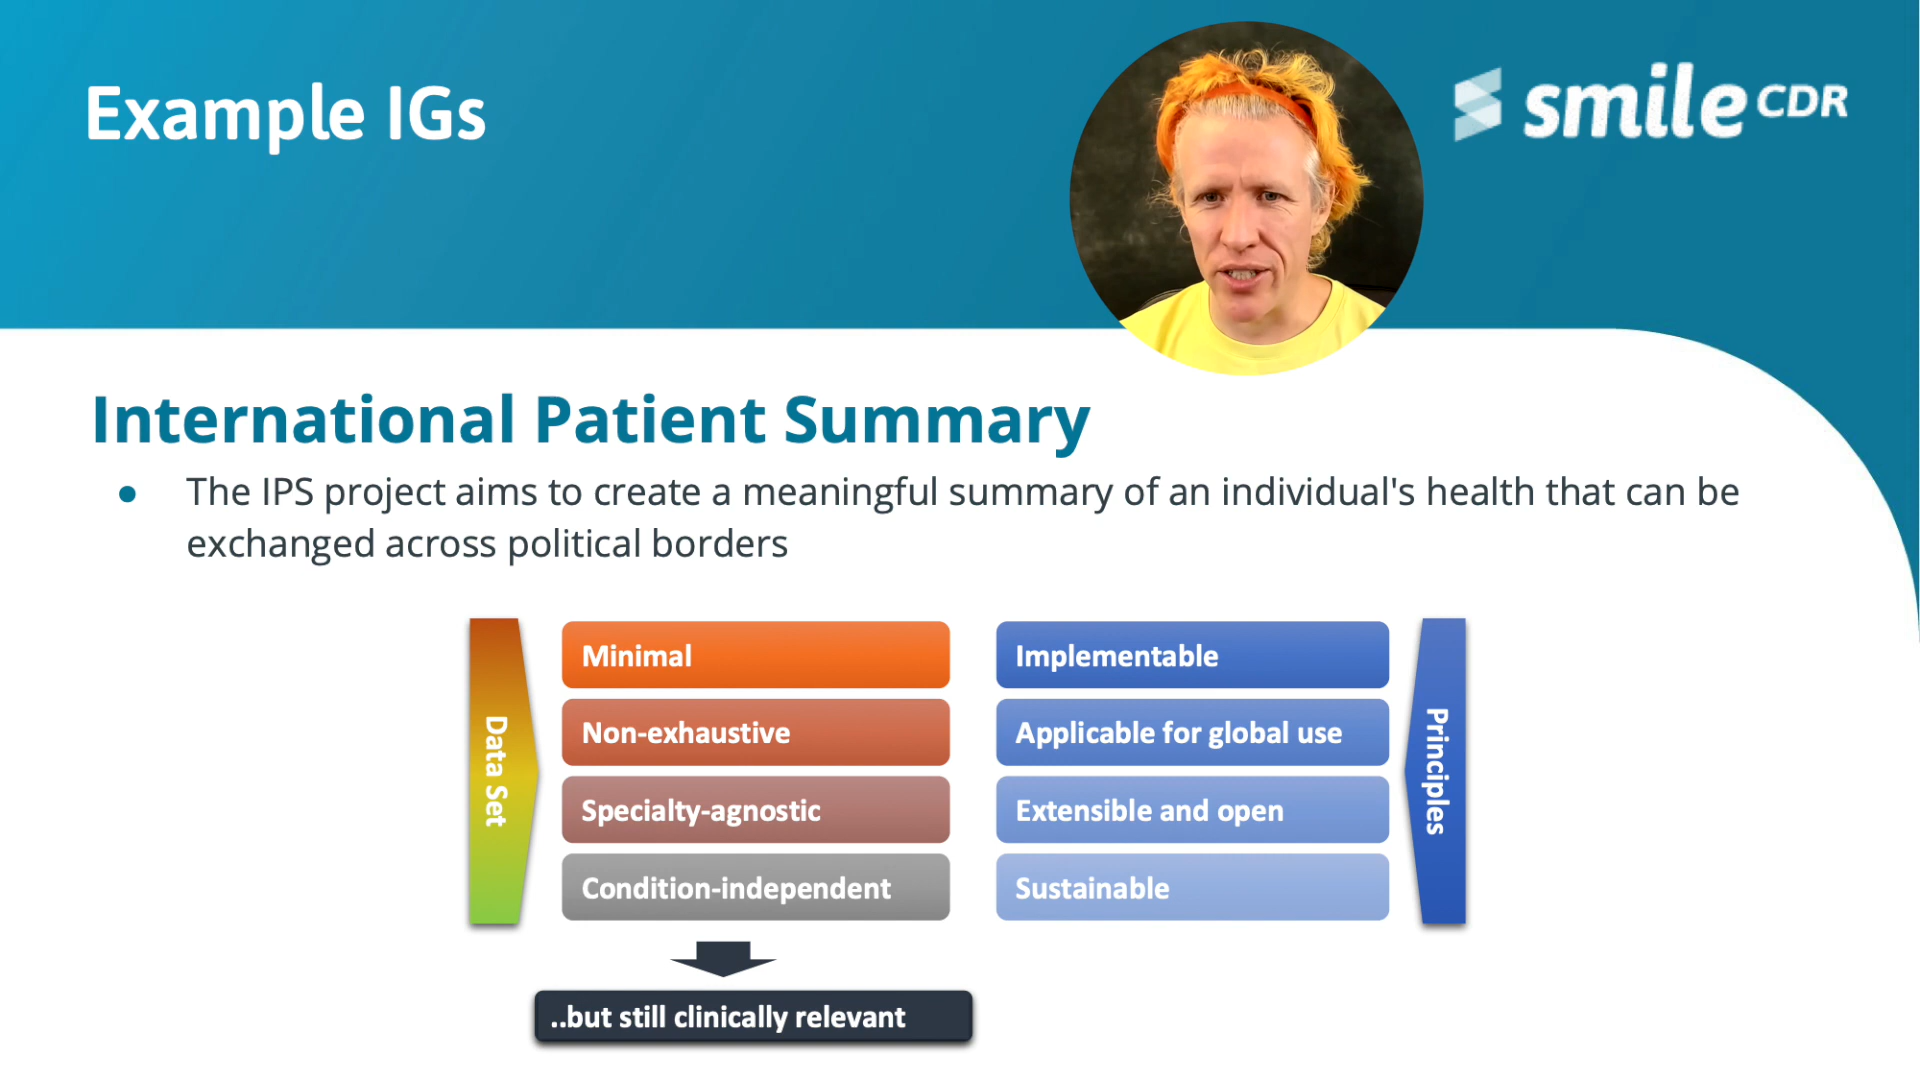 Example IGs
smile CDR
International Patient Summary
The IPS project aims to create a meaningful summary of an individual's health that can be
exchanged across political borders
Data Set
Minimal
Non-exhaustive
Specialty-agnostic
Condition-independent
..but still clinically relevant
Implementable
Applicable for global use
Extensible and open
Sustainable
Principles